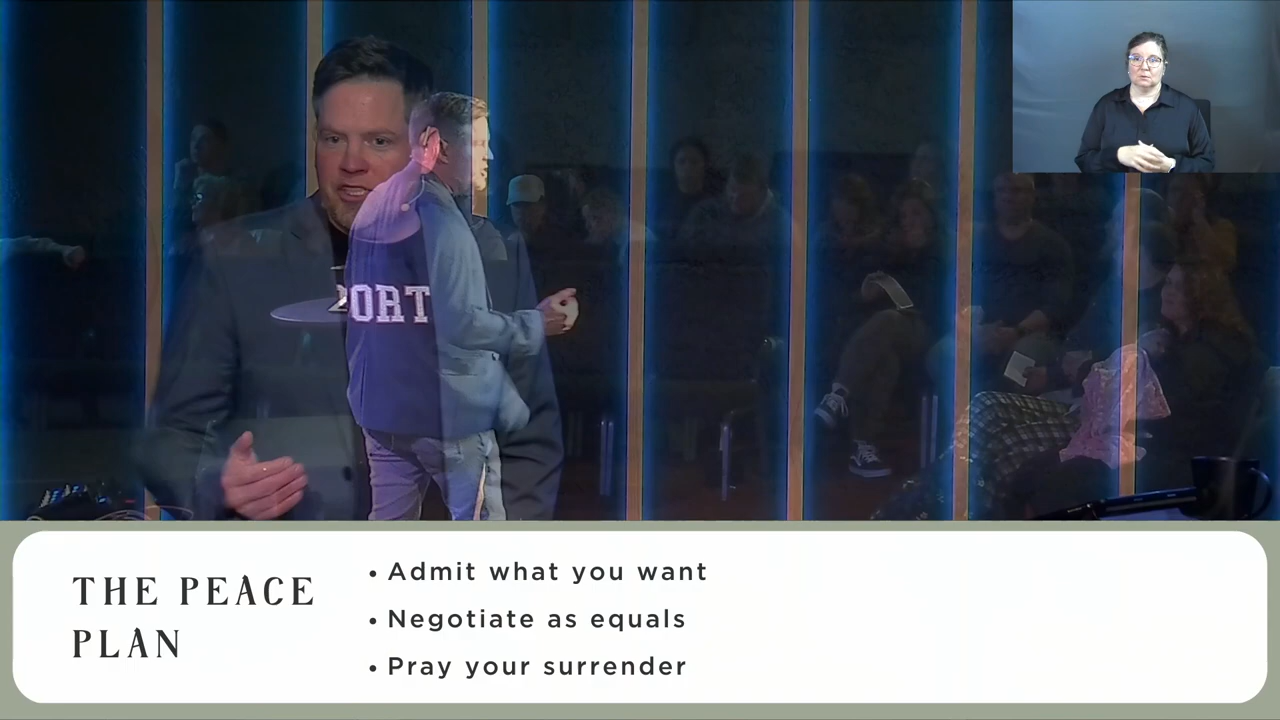 ORT
THE PEACE
PLAN
• Admit what you want
• Negotiate as equals
• Pray your surrender